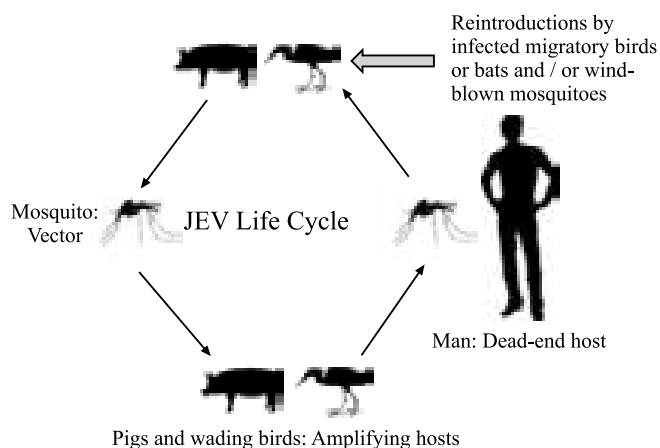 Reintroductions by
infected migratory birds
or bats and / or wind-
blown mosquitoes
Mosquito:
Vector
JEV Life Cycle
Man: Dead-end host
Pigs and wading birds: Amplifying hosts